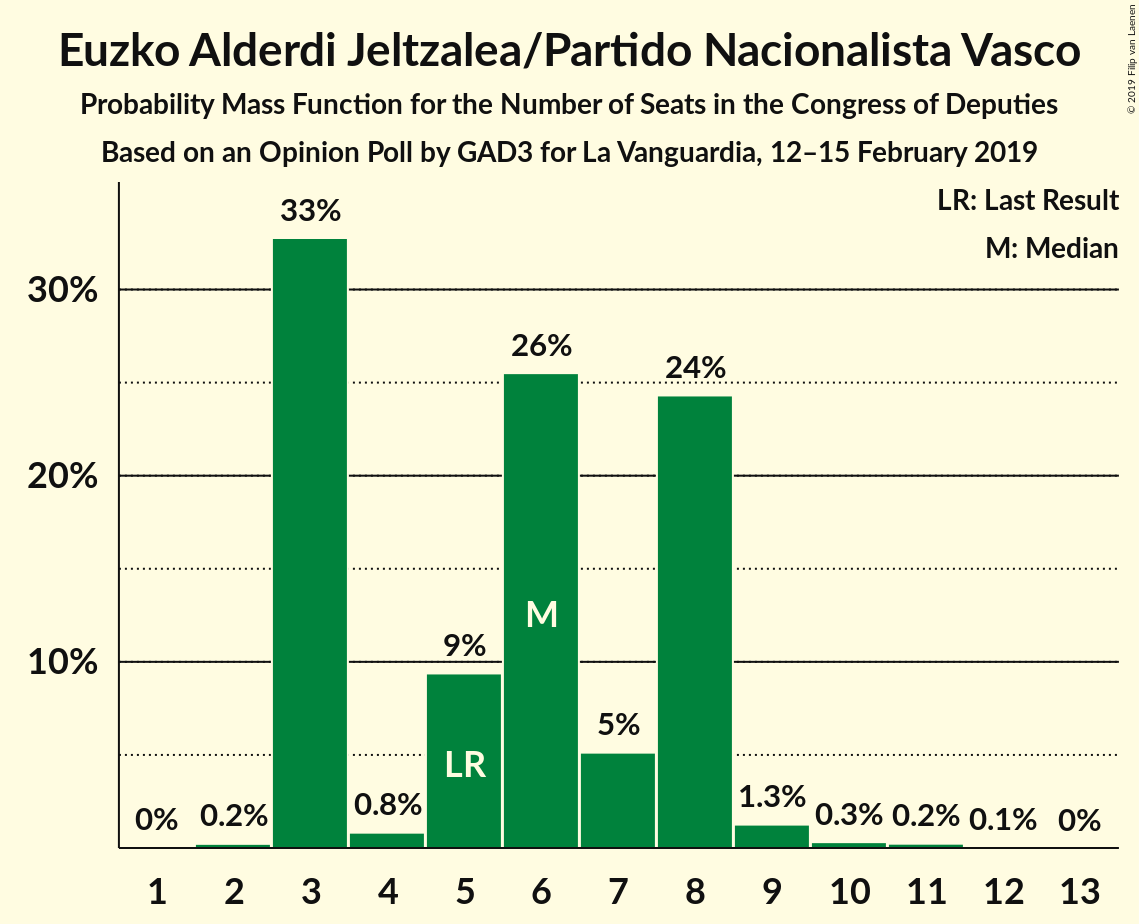 Euzko Alderdi Jeltzalea/Partido Nacionalista Vasco
Probability Mass Function for the Number of Seats in the Congress of Deputies
Based on an Opinion Poll by GAD3 for La Vanguardia, 12–15 February 2019
© 2019 Filip van Laenen
LR: Last Result
M: Median
30%
20%
10%
0% 0.2% 33% 0.8% 9% 26% 5% 24% 1.3% 0.3% 0.2% 0.1% 0%
LR M
1 2 3 4 5 6 7 8 9 10 11 12 13